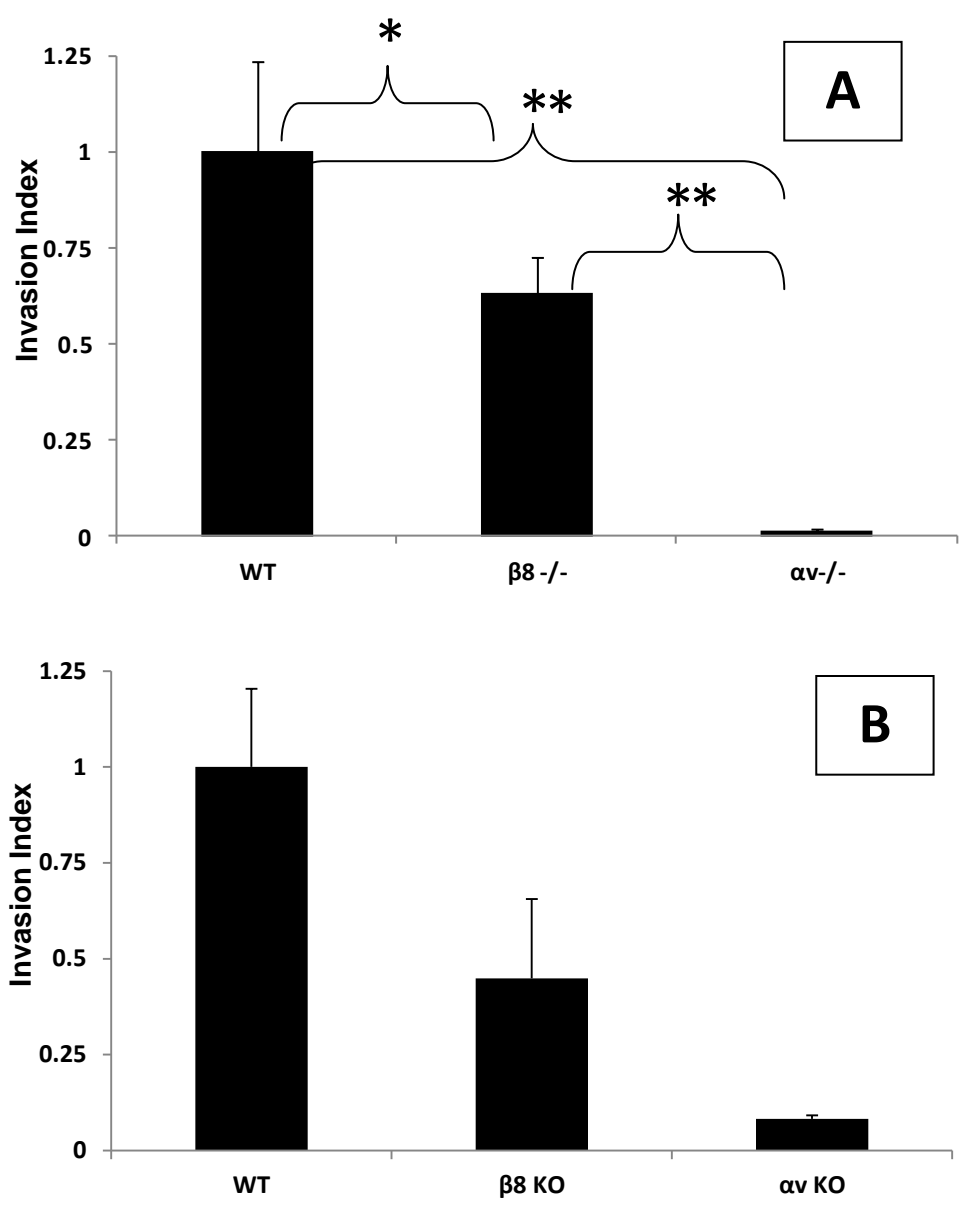 *
1.25
**
A
1
**
0.75
Invasion Index
0.5
0.25
0
WT
β8 -/-
αv-/-
1.25
B
1
0.75
Invasion Index
0.5
0.25
0
WT
β8 KO
αv KO